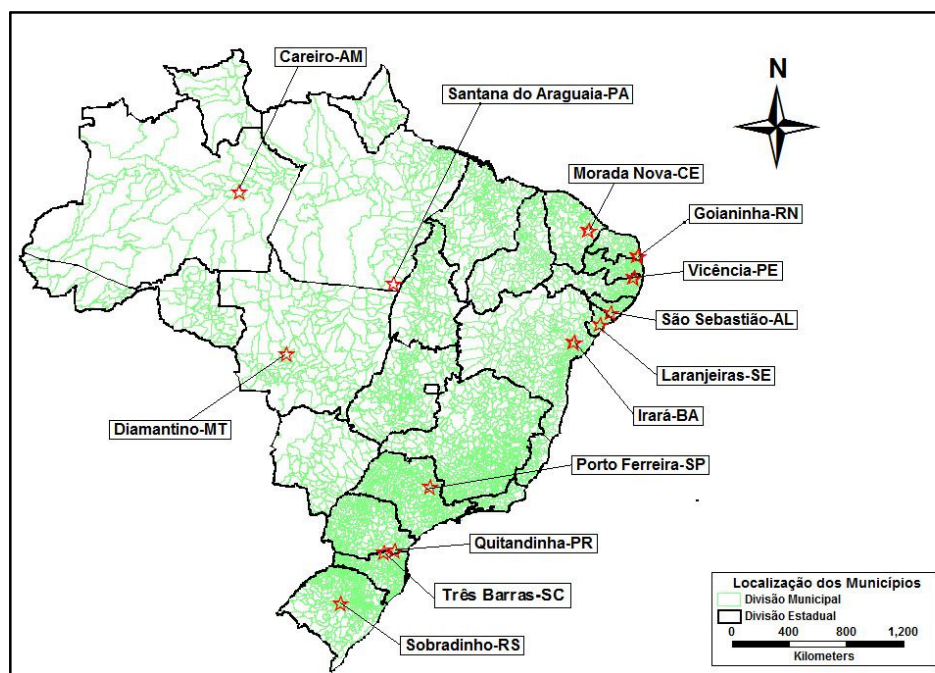 Careiro-AM
N
Santana do Araguaia-PA
Morada Nova-CE
Goianinha-RN
Vicência-PE
São Sebastião-AL
Laranjeiras-SE
Irará-BA
Diamantino-MT
Porto Ferreira-SP
Quitandinha-PR
Três Barras-SC
Sobradinho-RS
Localização dos Municípios
Divisão Municipal
Divisão Estadual
0 400 800 1,200
Kilometers